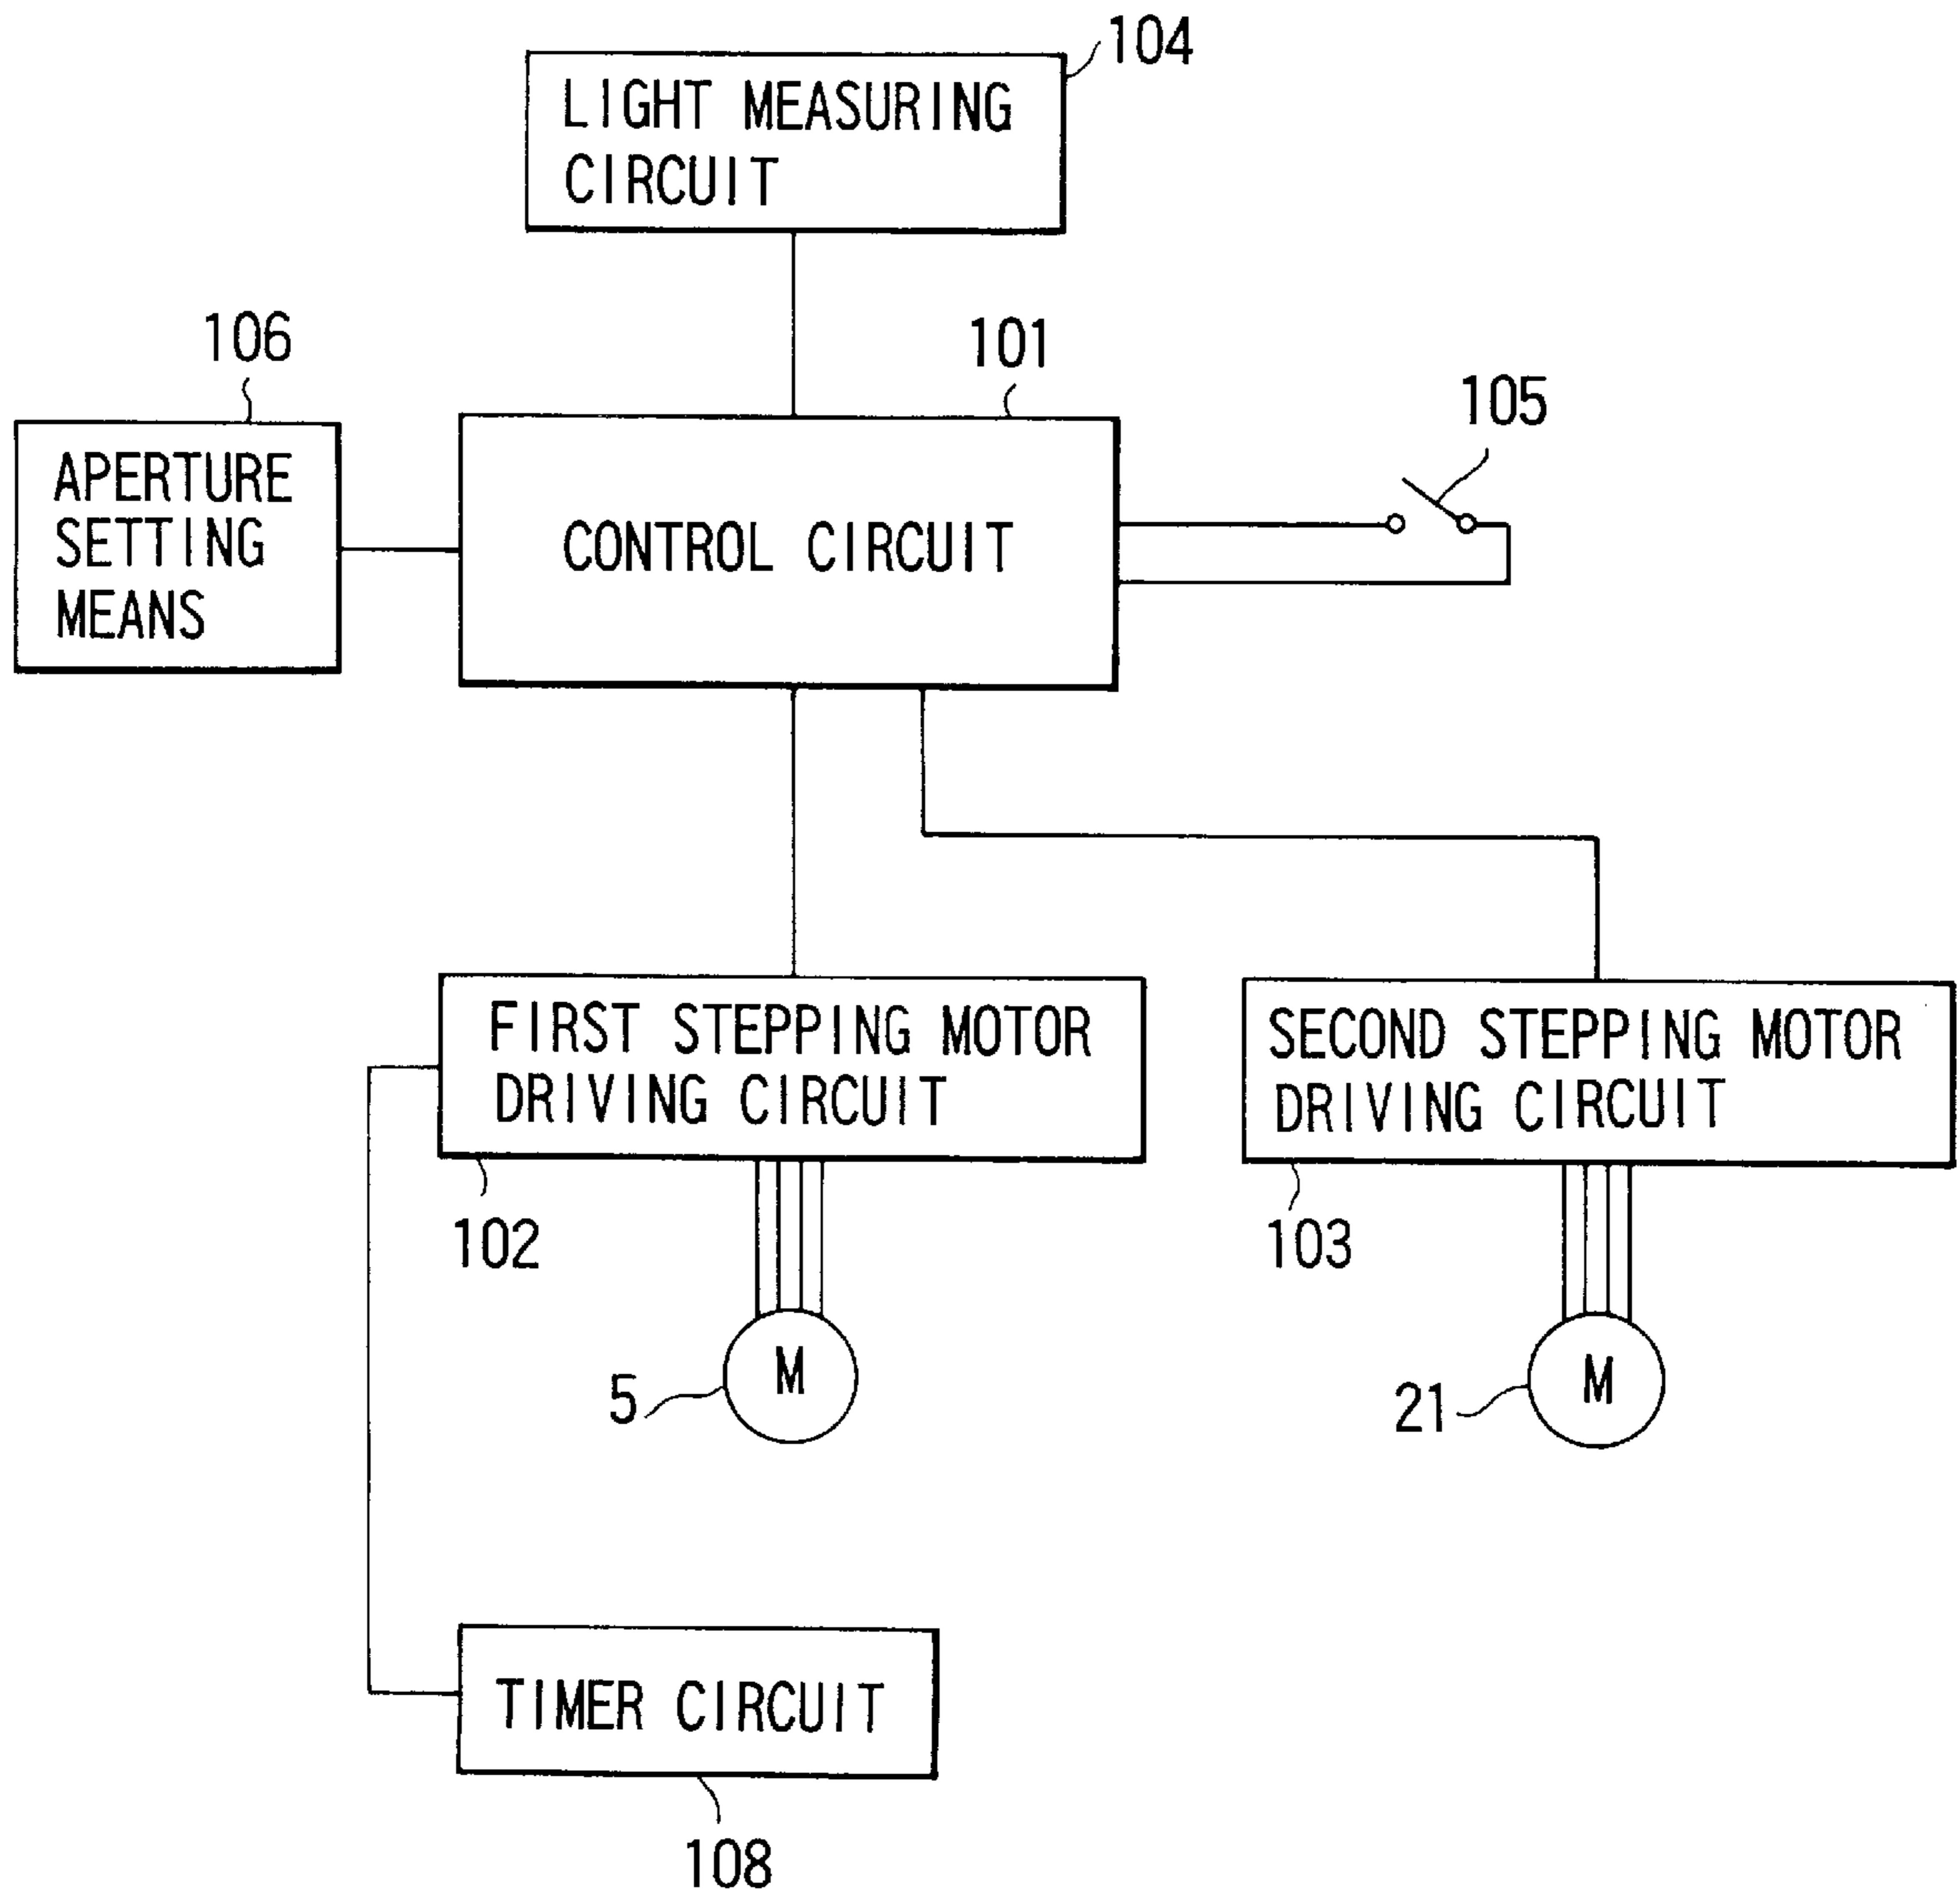 104
LIGHT MEASURING
CIRCUIT
106
101
105
APERTURE
SETTING
MEANS
CONTROL CIRCUIT
FIRST STEPPING MOTOR
DRIVING CIRCUIT
SECOND STEPPING MOTOR
DRIVING CIRCUIT
102
103
M
5
M
21
TIMER CIRCUIT
108